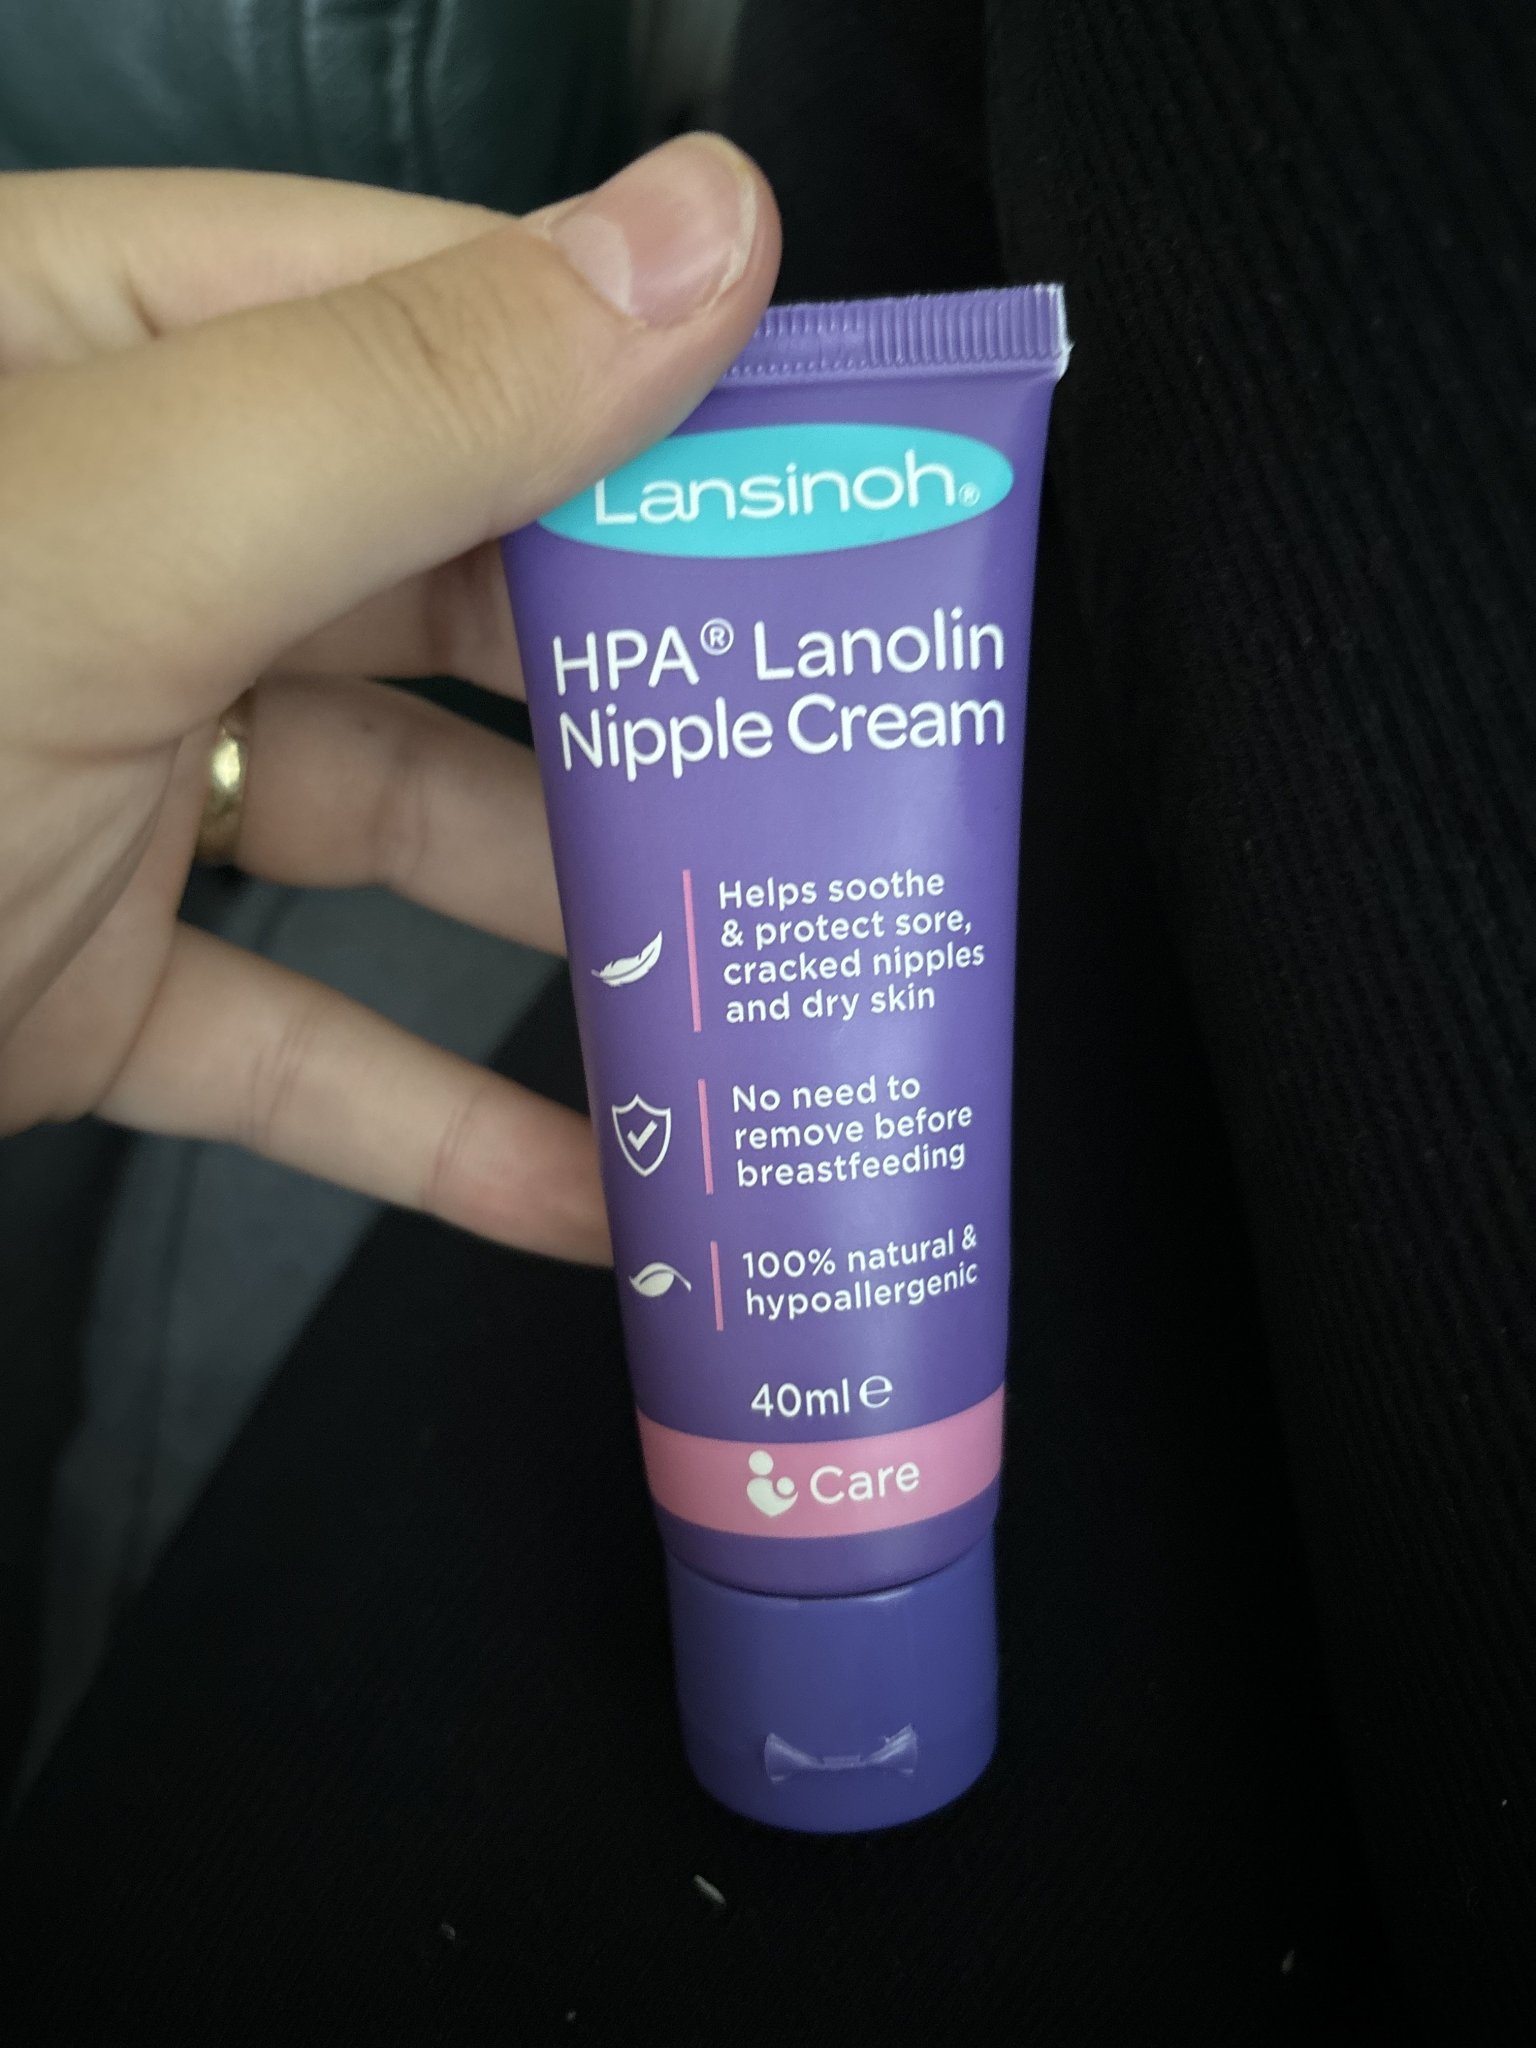 Lansinoh®
HPA® Lanolin
Nipple Cream
Helps soothe
& protect sore,
cracked nipples
and dry skin
No need to
remove before
breastfeeding
100% natural &
hypoallergenic
40ml ℮
Care